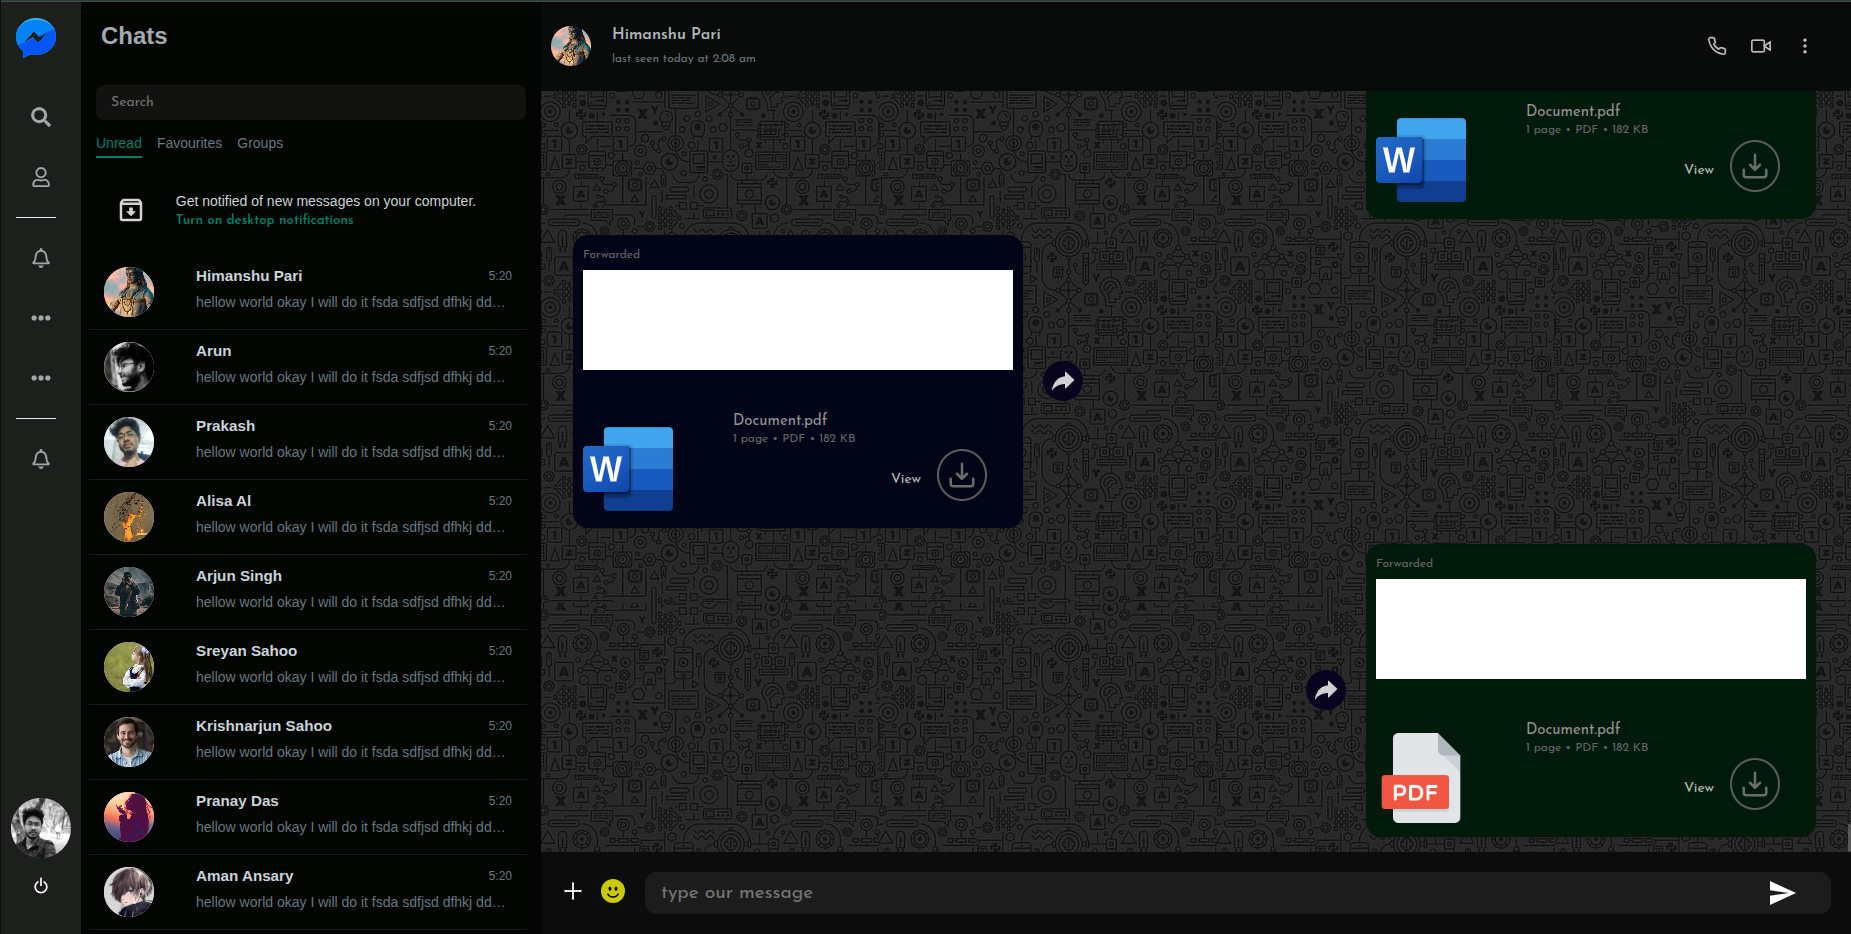 Chats
Search
Unread Favourites Groups
Get notified of new messages on your computer.
Turn on desktop notifications
Himanshu Pari 5:20
hellow world okay I will do it fsda sdfjsd dfhkj dd...
Arun 5:20
hellow world okay I will do it fsda sdfjsd dfhkj dd...
Prakash 5:20
hellow world okay I will do it fsda sdfjsd dfhkj dd...
Alisa Al 5:20
hellow world okay I will do it fsda sdfjsd dfhkj dd...
Arjun Singh 5:20
hellow world okay I will do it fsda sdfjsd dfhkj dd...
Sreyan Sahoo 5:20
hellow world okay I will do it fsda sdfjsd dfhkj dd...
Krishnarjun Sahoo 5:20
hellow world okay I will do it fsda sdfjsd dfhkj dd...
Pranay Das 5:20
hellow world okay I will do it fsda sdfjsd dfhkj dd...
Aman Ansary 5:20
hellow world okay I will do it fsda sdfjsd dfhkj dd...
Himanshu Pari
last seen today at 2:08 am
Document.pdf
1 page • PDF • 182 KB
W
View
Forwarded
Document.pdf
1 page • PDF • 182 KB
W
View
Forwarded
Document.pdf
1 page • PDF • 182 KB
PDF
View
type our message